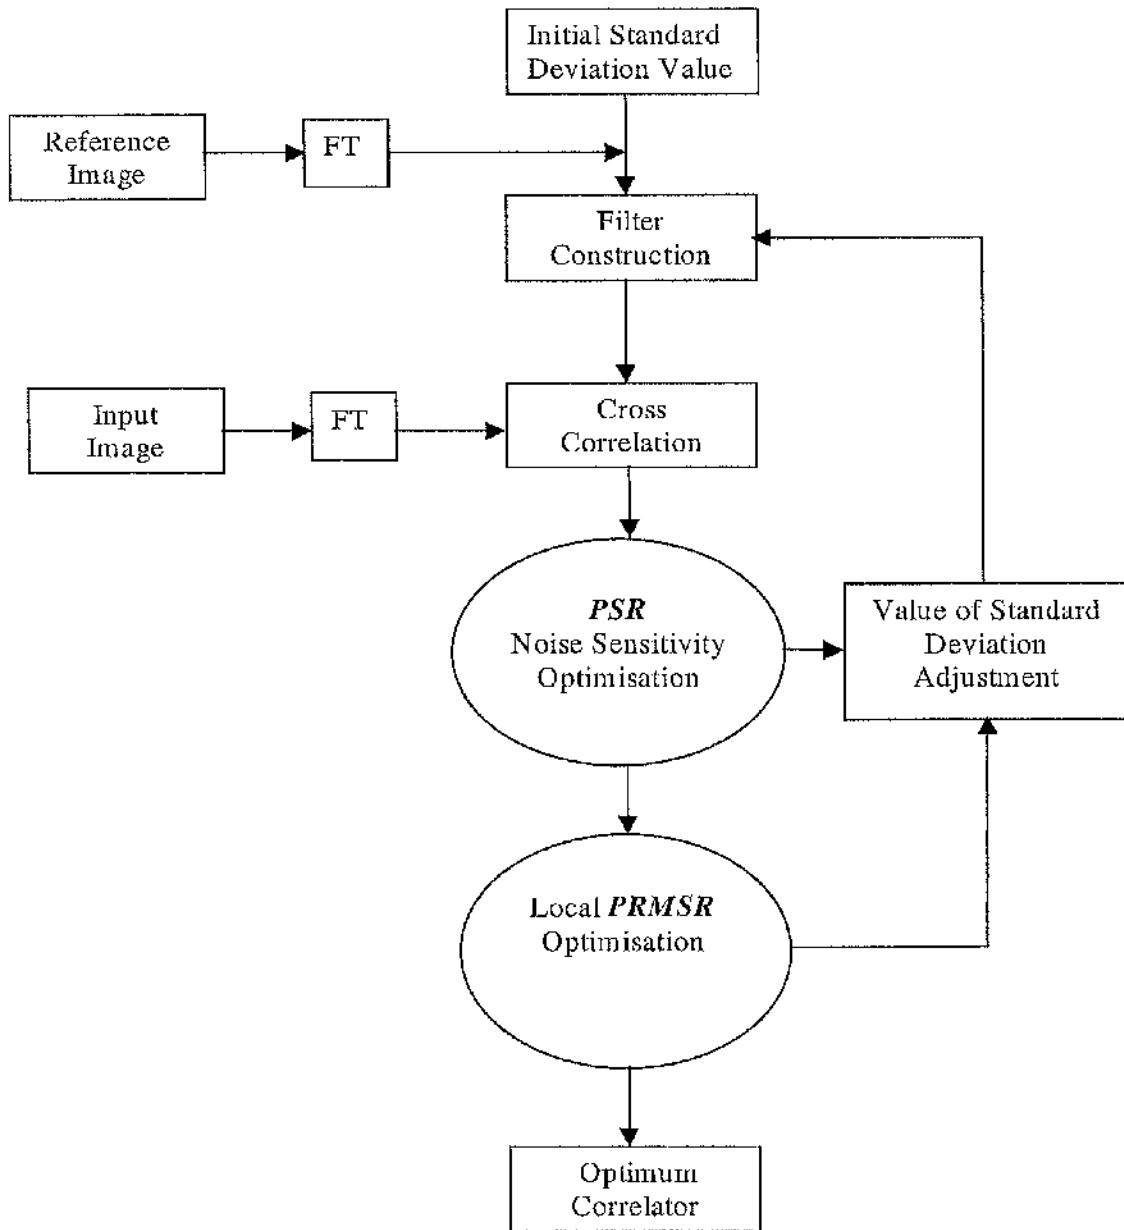 Initial Standard
Deviation Value
Reference
Image
FT
Filter
Construction
Input
Image
FT
Cross
Correlation
PSR
Noise Sensitivity
Optimisation
Value of Standard
Deviation
Adjustment
Local PRMSR
Optimisation
Optimum
Correlator